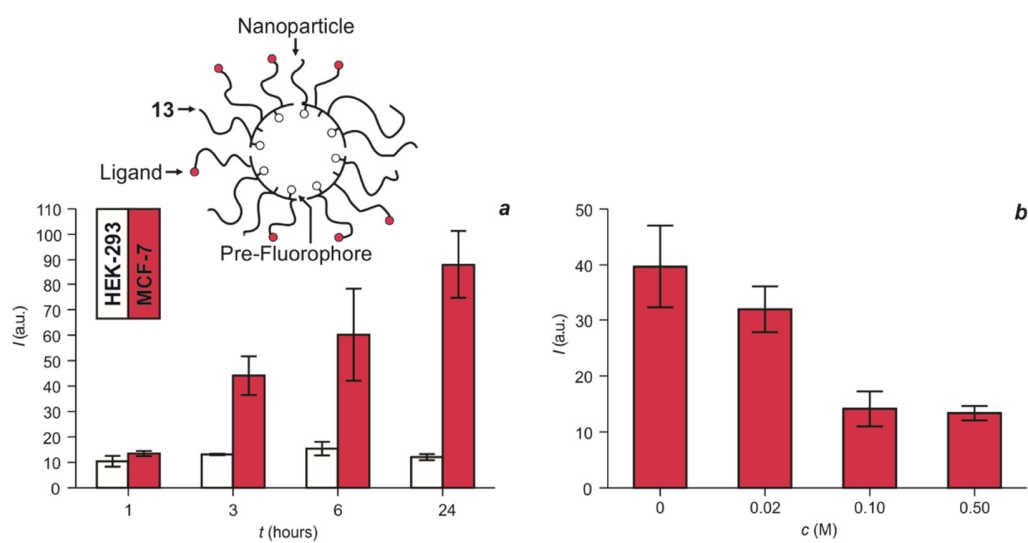 Nanoparticle
13
Ligand
Pre-Fluorophore
a
110
100
90
80
70
60
50
40
30
20
10
0
I (a.u.)
HEK-293
MCF-7
1 3 6 24
t (hours)
b
50
40
30
20
10
0
I (a.u.)
0 0.02 0.10 0.50
c (M)